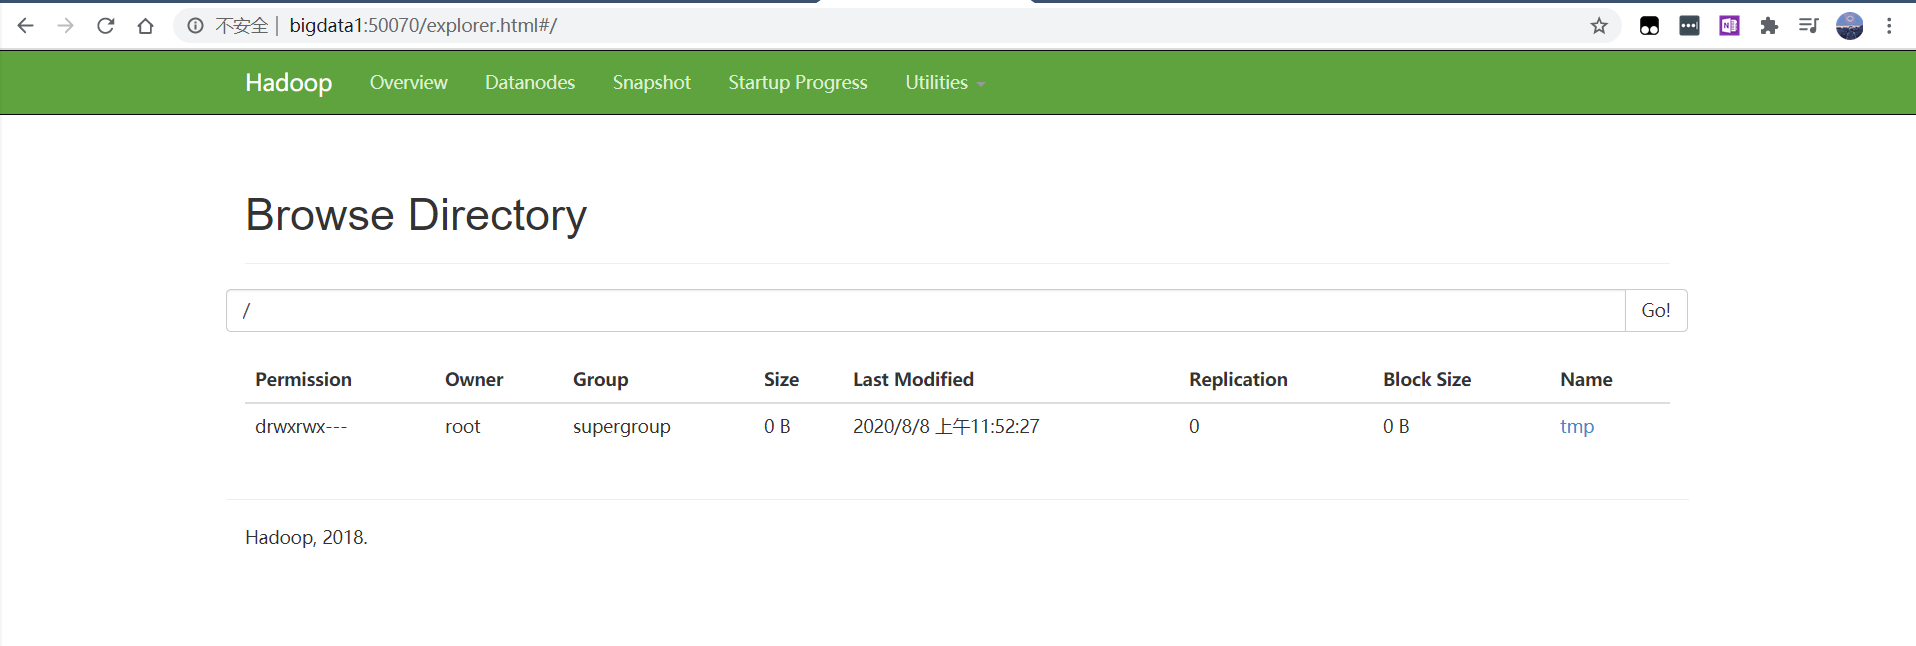 不安全 | bigdata1:50070/explorer.html#/
Hadoop Overview Datanodes Snapshot Startup Progress Utilities
Browse Directory
/ Go!
Permission Owner Group Size Last Modified Replication Block Size Name
drwxrwx--- root supergroup 0 B 2020/8/8 上午11:52:27 0 0 B tmp
Hadoop, 2018.